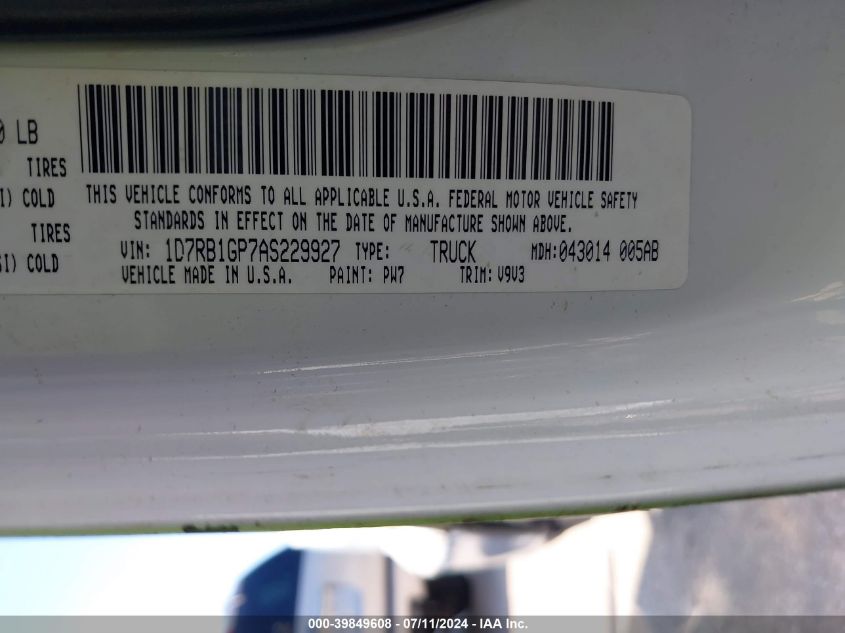 0 LB
TIRES
I) COLD
TIRES
SI) COLD
THIS VEHICLE CONFORMS TO ALL APPLICABLE U.S.A. FEDERAL MOTOR VEHICLE SAFETY
STANDARDS IN EFFECT ON THE DATE OF MANUFACTURE SHOWN ABOVE.
VIN: 1D7RB1GP7AS229927 TYPE: TRUCK MDH:043014 005AB
VEHICLE MADE IN U.S.A. PAINT: PW7 TRIM: V9V3
000-39849608 - 07/11/2024 - IAA Inc.